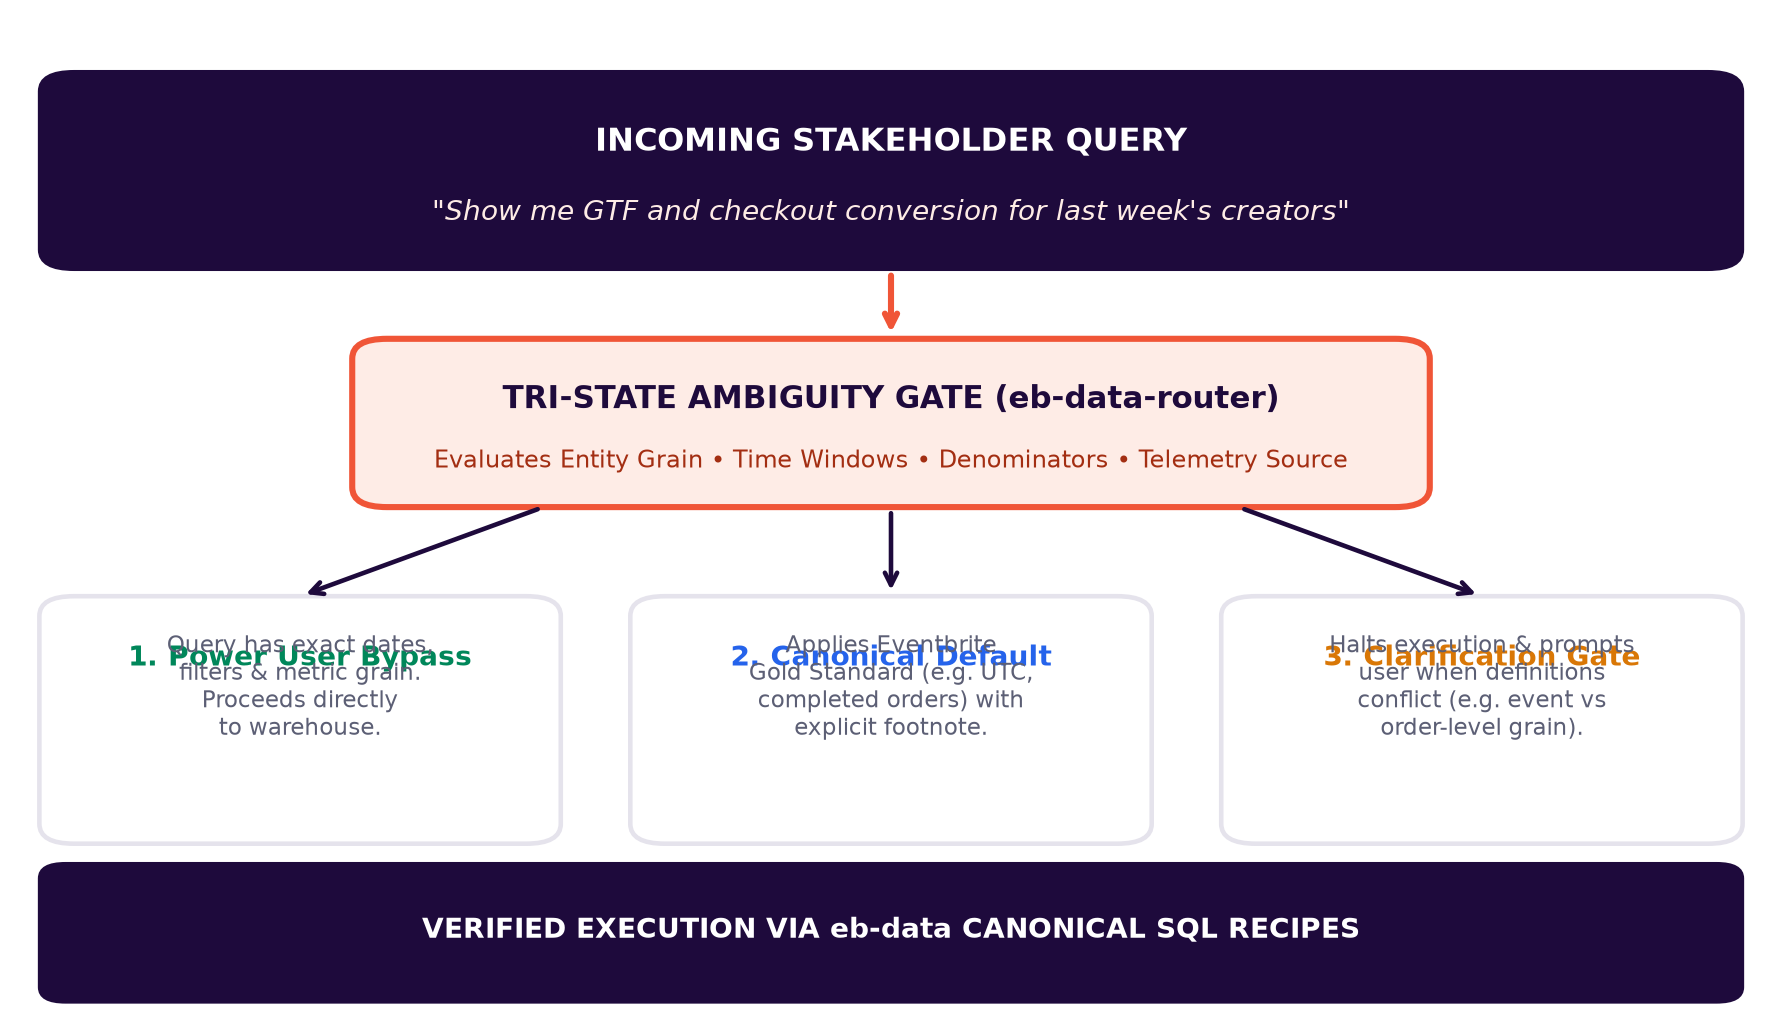 INCOMING STAKEHOLDER QUERY
"Show me GTF and checkout conversion for last week's creators"
TRI-STATE AMBIGUITY GATE (eb-data-router)
Evaluates Entity Grain • Time Windows • Denominators • Telemetry Source
1. Power User Bypass
Query has exact dates,
filters & metric grain.
Proceeds directly
to warehouse.
2. Canonical Default
Applies Eventbrite
Gold Standard (e.g. UTC,
completed orders) with
explicit footnote.
3. Clarification Gate
Halts execution & prompts
user when definitions
conflict (e.g. event vs
order-level grain).
VERIFIED EXECUTION VIA eb-data CANONICAL SQL RECIPES